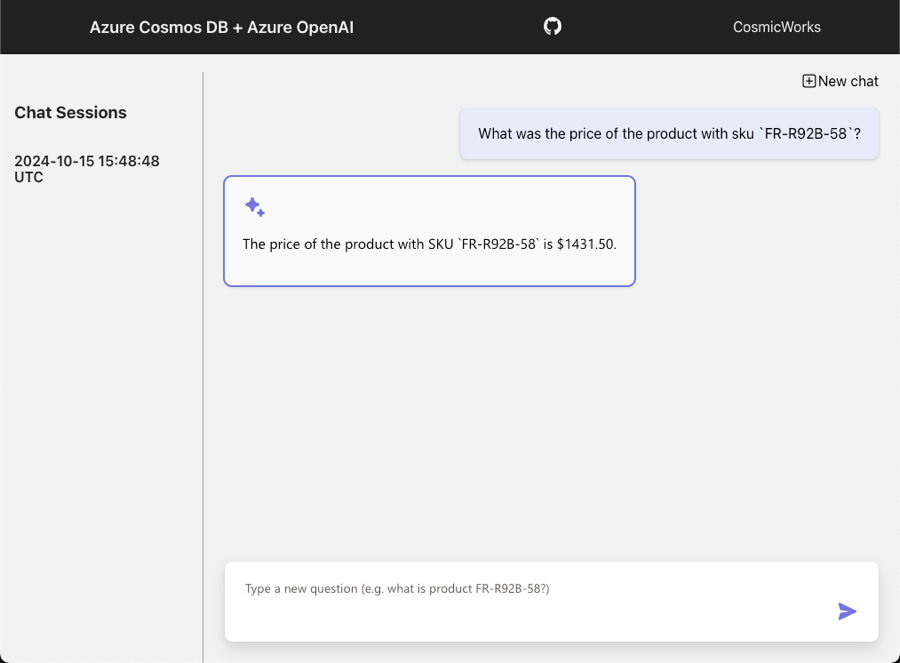 Azure Cosmos DB + Azure OpenAI
CosmicWorks
New chat
Chat Sessions
2024-10-15 15:48:48
UTC
What was the price of the product with sku `FR-R92B-58`?
The price of the product with SKU `FR-R92B-58` is $1431.50.
Type a new question (e.g. what is product FR-R92B-58?)